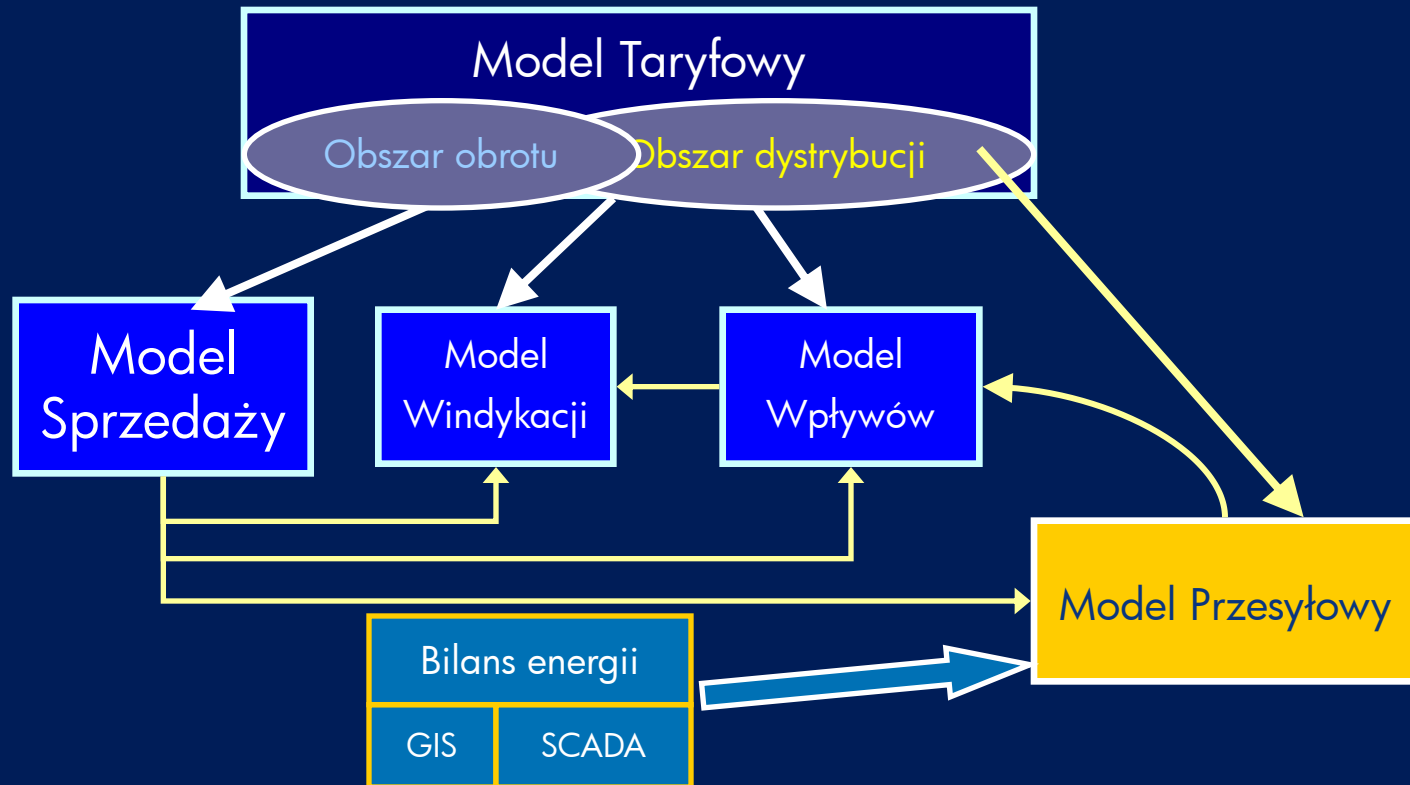 Model Taryfowy
Obszar obrotu
Obszar dystrybucji
Model
Sprzedaży
Model
Windykacji
Model
Wpływów
Model Przesyłowy
Bilans energii
GIS
SCADA